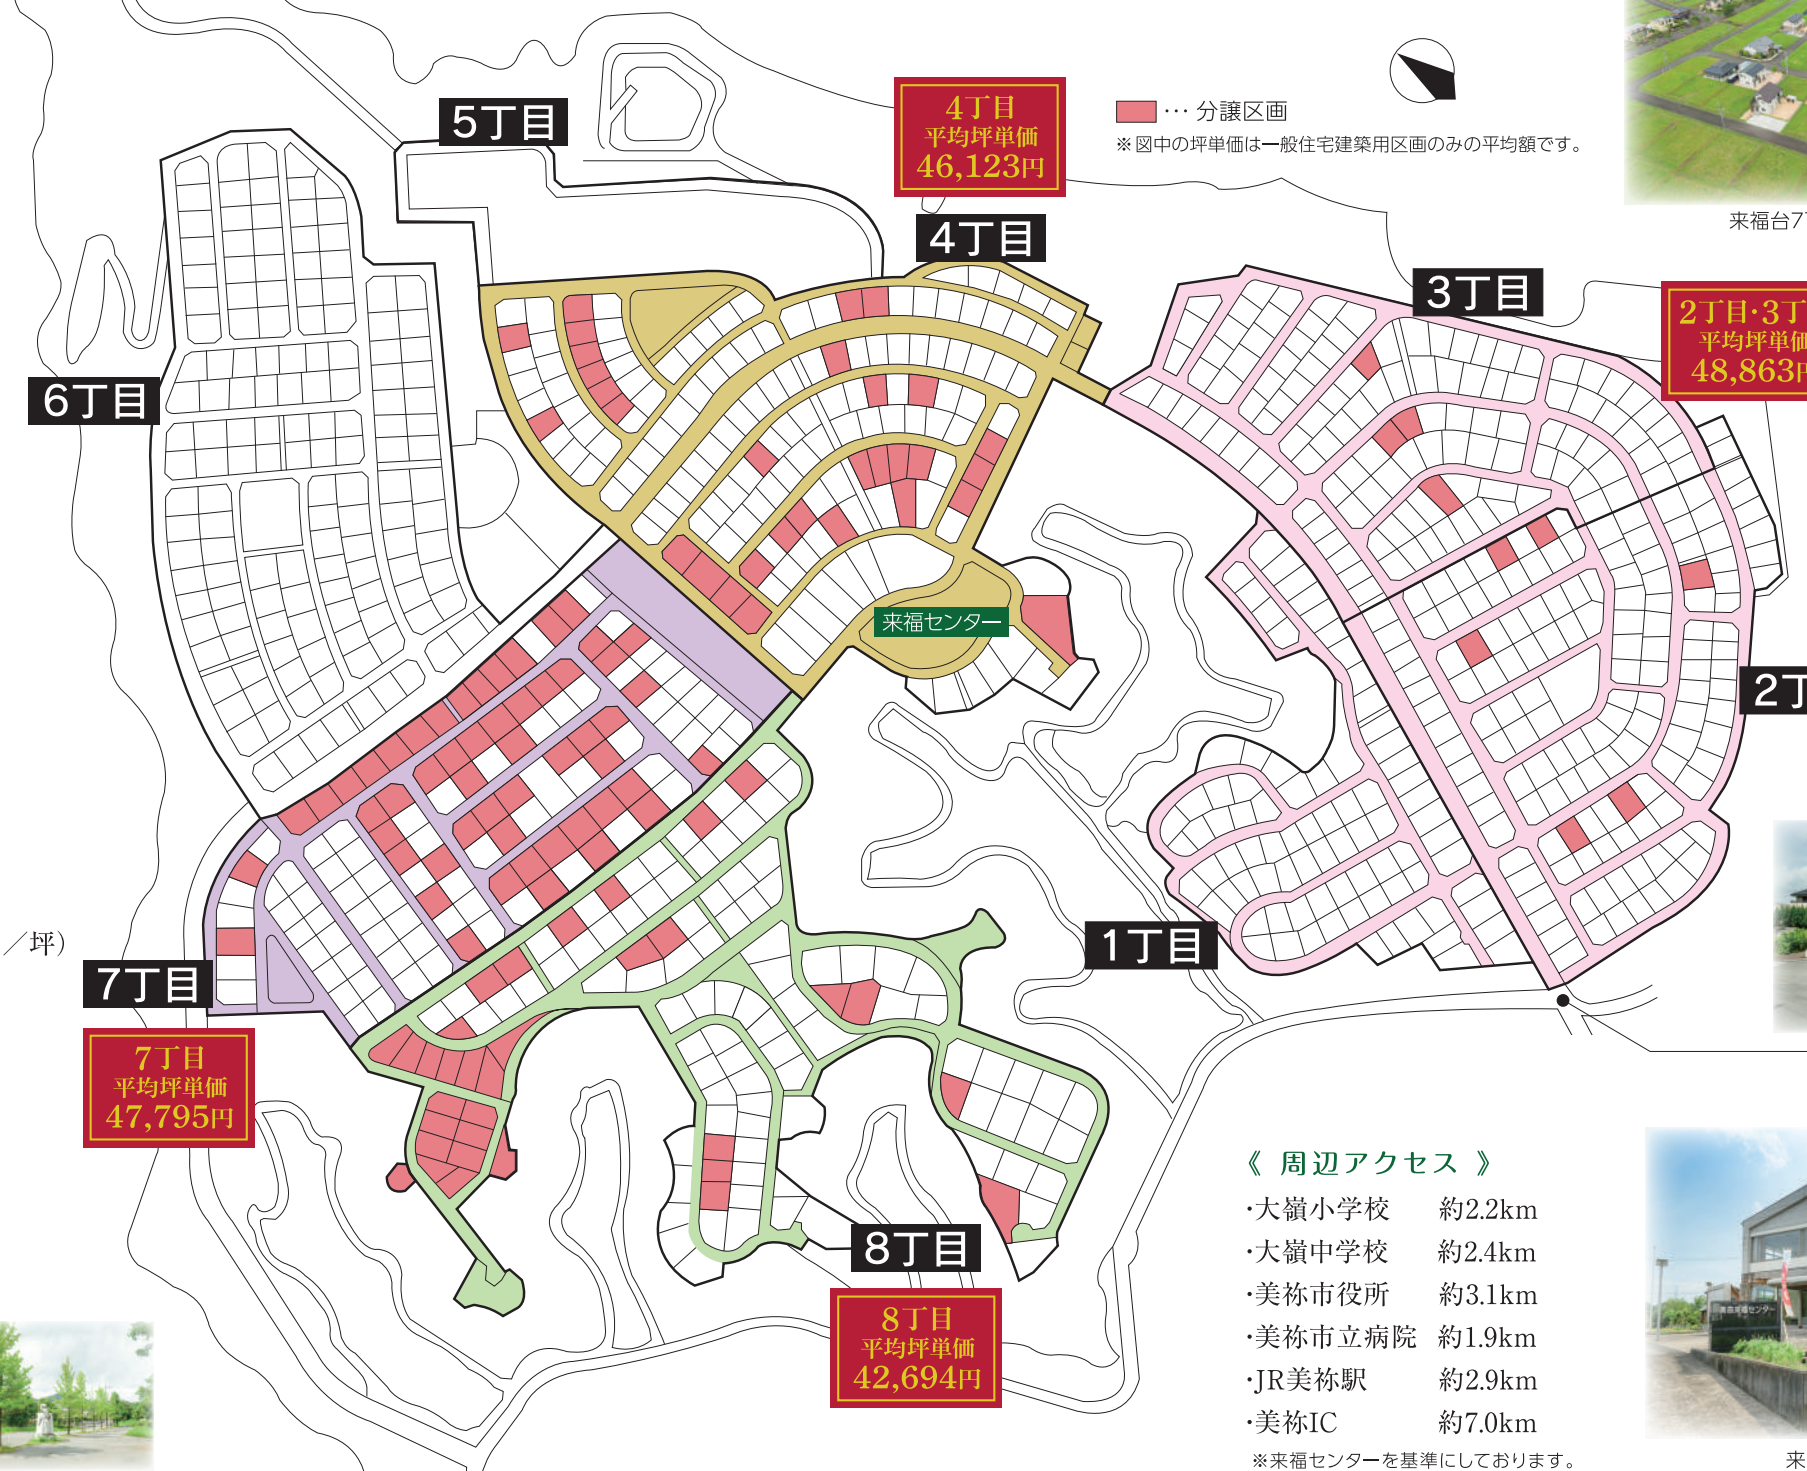 5丁目
4丁目
平均坪単価
46,123円
… 分譲区画
※図中の坪単価は一般住宅建築用区画のみの平均額です。
来福台7
4丁目
3丁目
2丁目・3丁
平均坪単価
48,863円
6丁目
来福センター
2丁
1丁目
／坪）
7丁目
7丁目
平均坪単価
47,795円
8丁目
8丁目
平均坪単価
42,694円
《 周辺アクセス 》
・大嶺小学校 約2.2km
・大嶺中学校 約2.4km
・美祢市役所 約3.1km
・美祢市立病院 約1.9km
・JR美祢駅 約2.9km
・美祢IC 約7.0km
※来福センターを基準にしております。
来